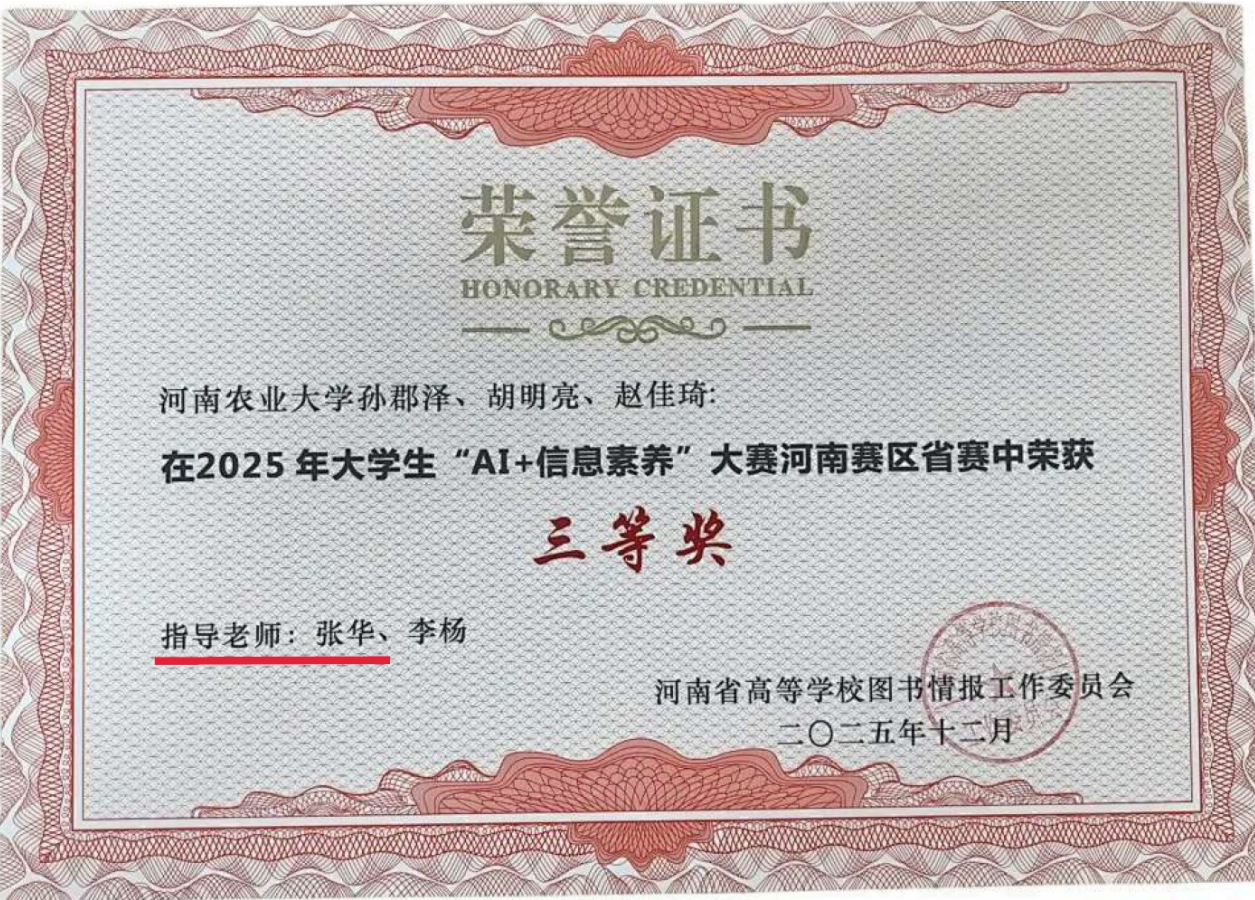 荣誉证书
HONORARY CREDENTIAL
河南农业大学孙郡泽、胡明亮、赵佳琦:
在2025年大学生“AI+信息素养”大赛河南赛区省赛中荣获
三等奖
指导老师：张华、李杨
河南省高等学校图书情报工作委员会
二〇二五年十二月